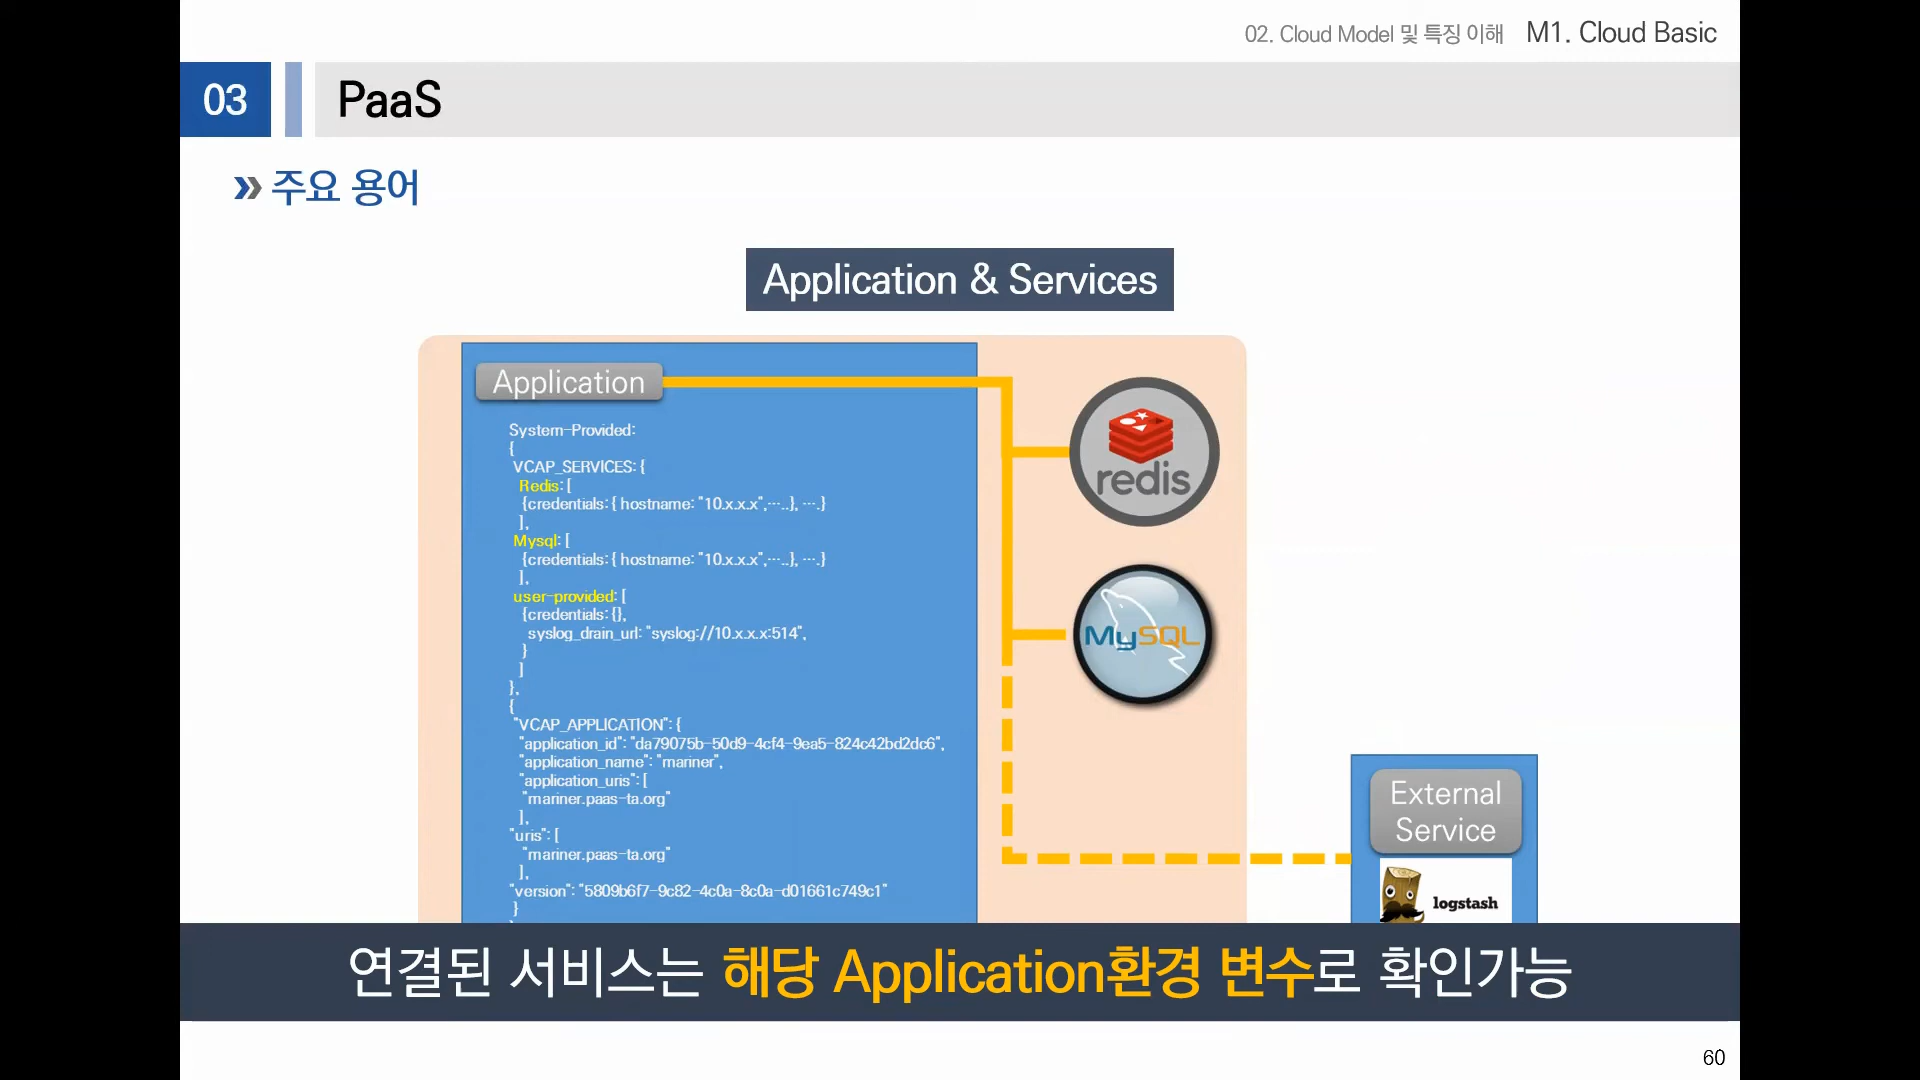 02. Cloud Model 및 특징 이해 M1. Cloud Basic
03 PaaS
주요 용어
Application & Services
Application
System-Provided:
{
VCAP_SERVICES: {
Redis: [
{credentials: { hostname: "10.x.x.x",…..}, ….}
],
Mysql: [
{credentials: { hostname: "10.x.x.x",…..}, ….}
],
user-provided: [
{credentials: {},
syslog_drain_url: "syslog://10.x.x.x:514",
}
]
},
{
"VCAP_APPLICATION": {
"application_id": "da79075b-50d9-4cf4-9ea5-824c42bd2dc6",
"application_name": "mariner",
"application_uris": [
"mariner.paas-ta.org"
],
"uris": [
"mariner.paas-ta.org"
],
"version": "5809b6f7-9c82-4c0a-8c0a-d01661c749c1"
}
redis
MySQL
External
Service
logstash
연결된 서비스는 해당 Application환경 변수로 확인가능
60